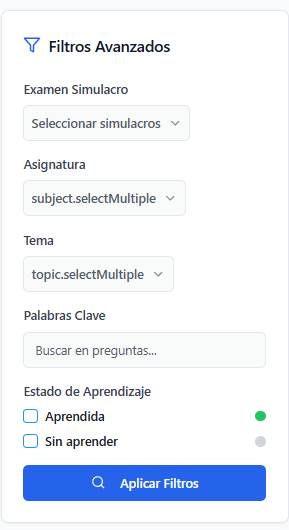 Filtros Avanzados
Examen Simulacro
Seleccionar simulacros
Asignatura
subject.selectMultiple
Tema
topic.selectMultiple
Palabras Clave
Buscar en preguntas...
Estado de Aprendizaje
Aprendida
Sin aprender
Aplicar Filtros